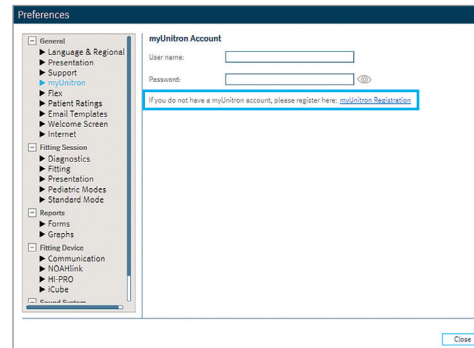 Preferences
General
Language & Regional
Presentation
Support
myUnitron
Flex
Patient Ratings
Email Templates
Welcome Screen
Internet
Fitting Session
Diagnostics
Fitting
Presentation
Pediatric Modes
Standard Mode
Reports
Forms
Graphs
Fitting Device
Communication
NOAHlink
HI-PRO
iCube
Sound System
myUnitron Account
User name:
Password:
If you do not have a myUnitron account, please register here: myUnitron Registration
Close